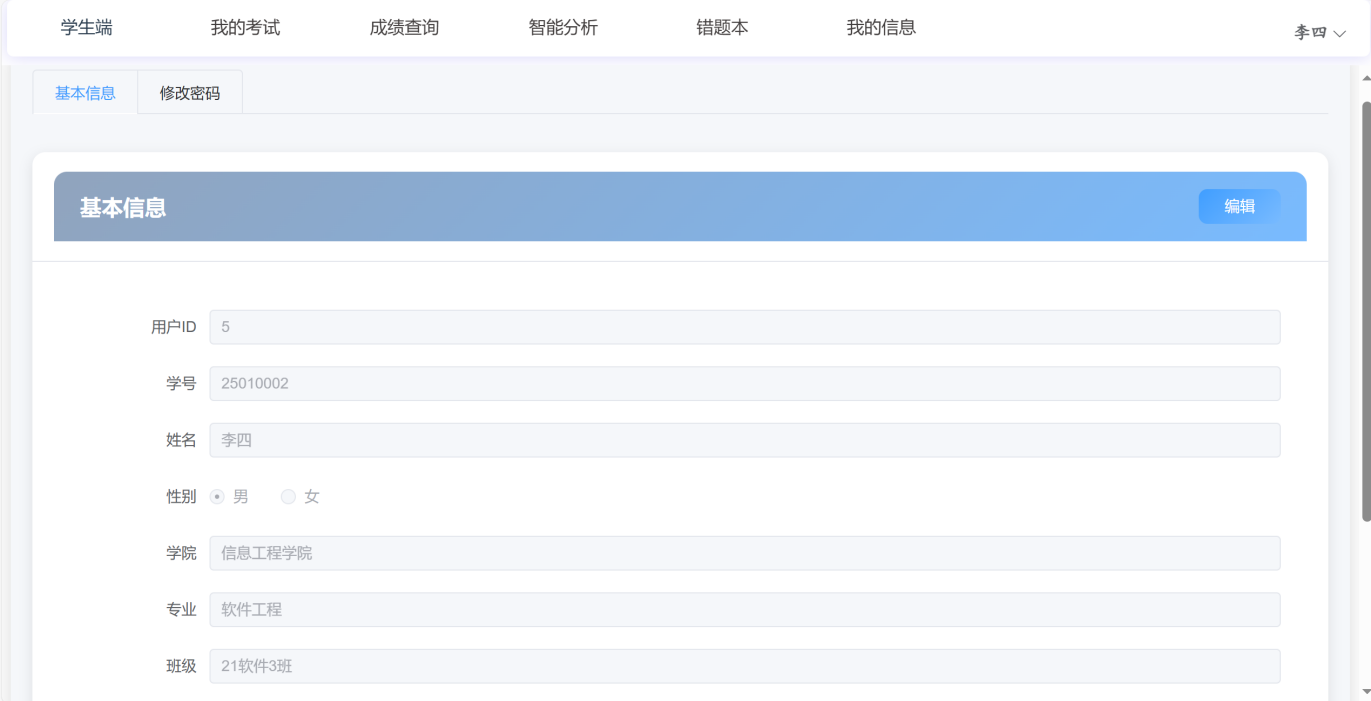 学生端 我的考试 成绩查询 智能分析 错题本 我的信息 李四
基本信息 修改密码
基本信息 编辑
用户ID 5
学号 25010002
姓名 李四
性别 男 女
学院 信息工程学院
专业 软件工程
班级 21软件3班